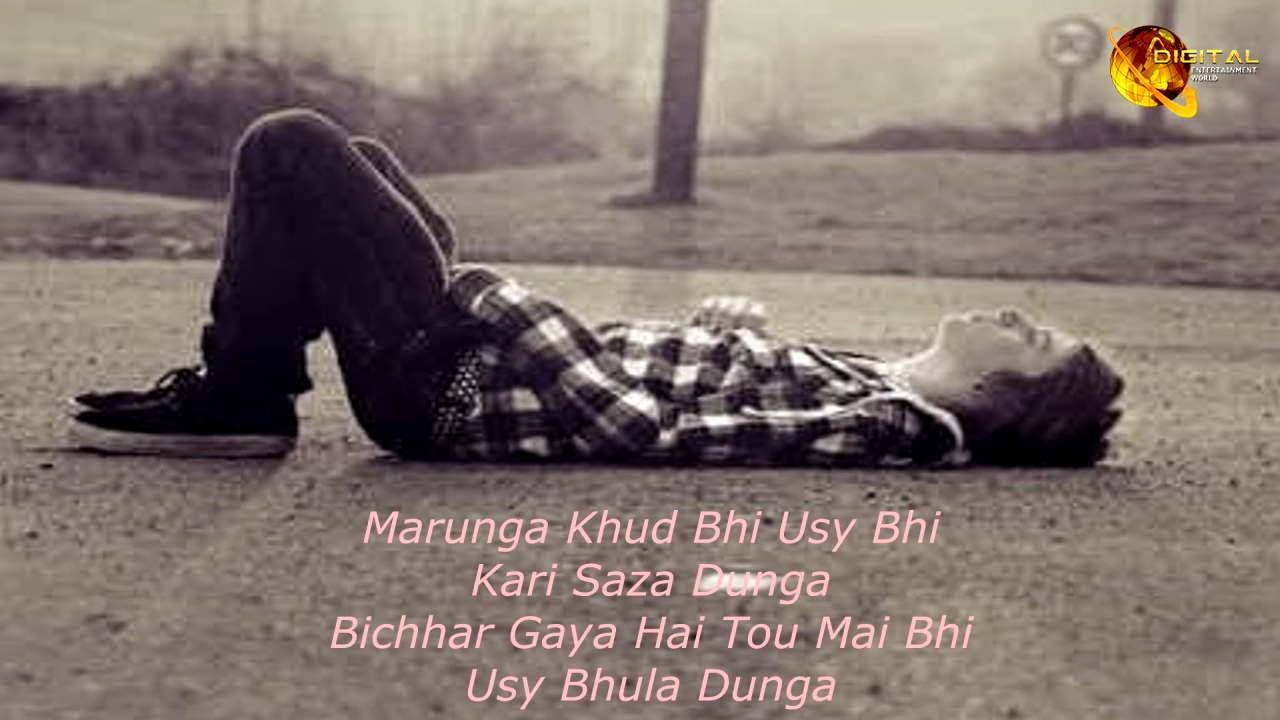 DIGITAL
ENTERTAINMENT
WORLD
Marunga Khud Bhi Usy Bhi
Kari Saza Dunga
Bichhar Gaya Hai Tou Mai Bhi
Usy Bhula Dunga